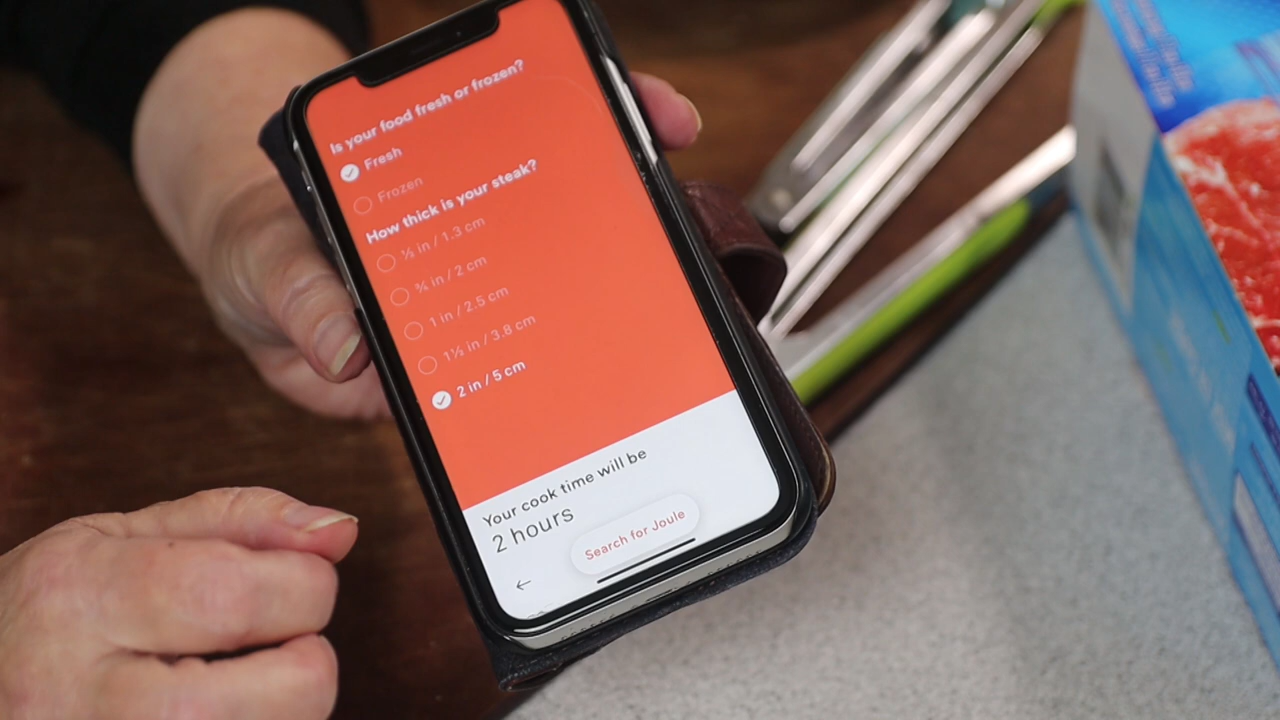 Is your food fresh or frozen?
Fresh
Frozen
How thick is your steak?
½ in / 1.3 cm
¾ in / 2 cm
1 in / 2.5 cm
1½ in / 3.8 cm
2 in / 5 cm
Your cook time will be
2 hours
Search for Joule